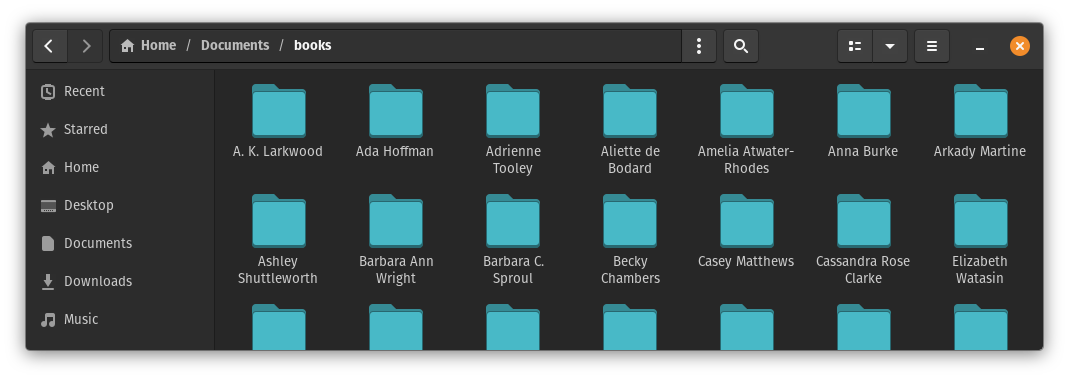 Home / Documents / books
Recent
Starred
Home
Desktop
Documents
Downloads
Music
A. K. Larkwood
Ada Hoffman
Adrienne
Tooley
Aliette de
Bodard
Amelia Atwater-
Rhodes
Anna Burke
Arkady Martine
Ashley
Shuttleworth
Barbara Ann
Wright
Barbara C.
Sproul
Becky
Chambers
Casey Matthews
Cassandra Rose
Clarke
Elizabeth
Watasin